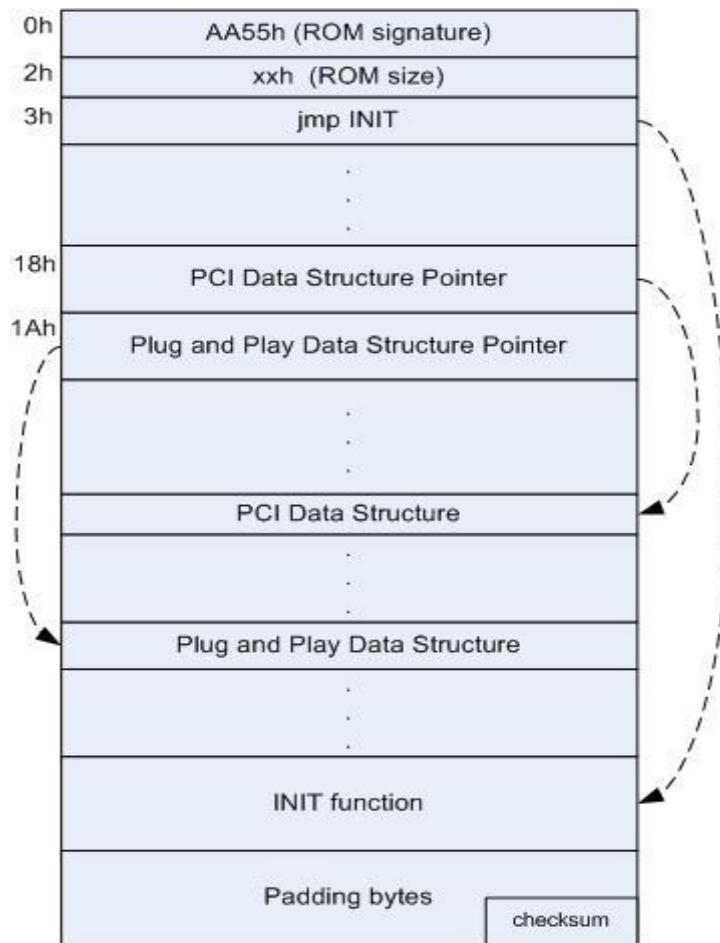 0h
AA55h (ROM signature)
2h
xxh (ROM size)
3h
jmp INIT
.
.
.
18h
PCI Data Structure Pointer
1Ah
Plug and Play Data Structure Pointer
.
.
.
PCI Data Structure
.
.
.
Plug and Play Data Structure
.
.
.
INIT function
Padding bytes
checksum